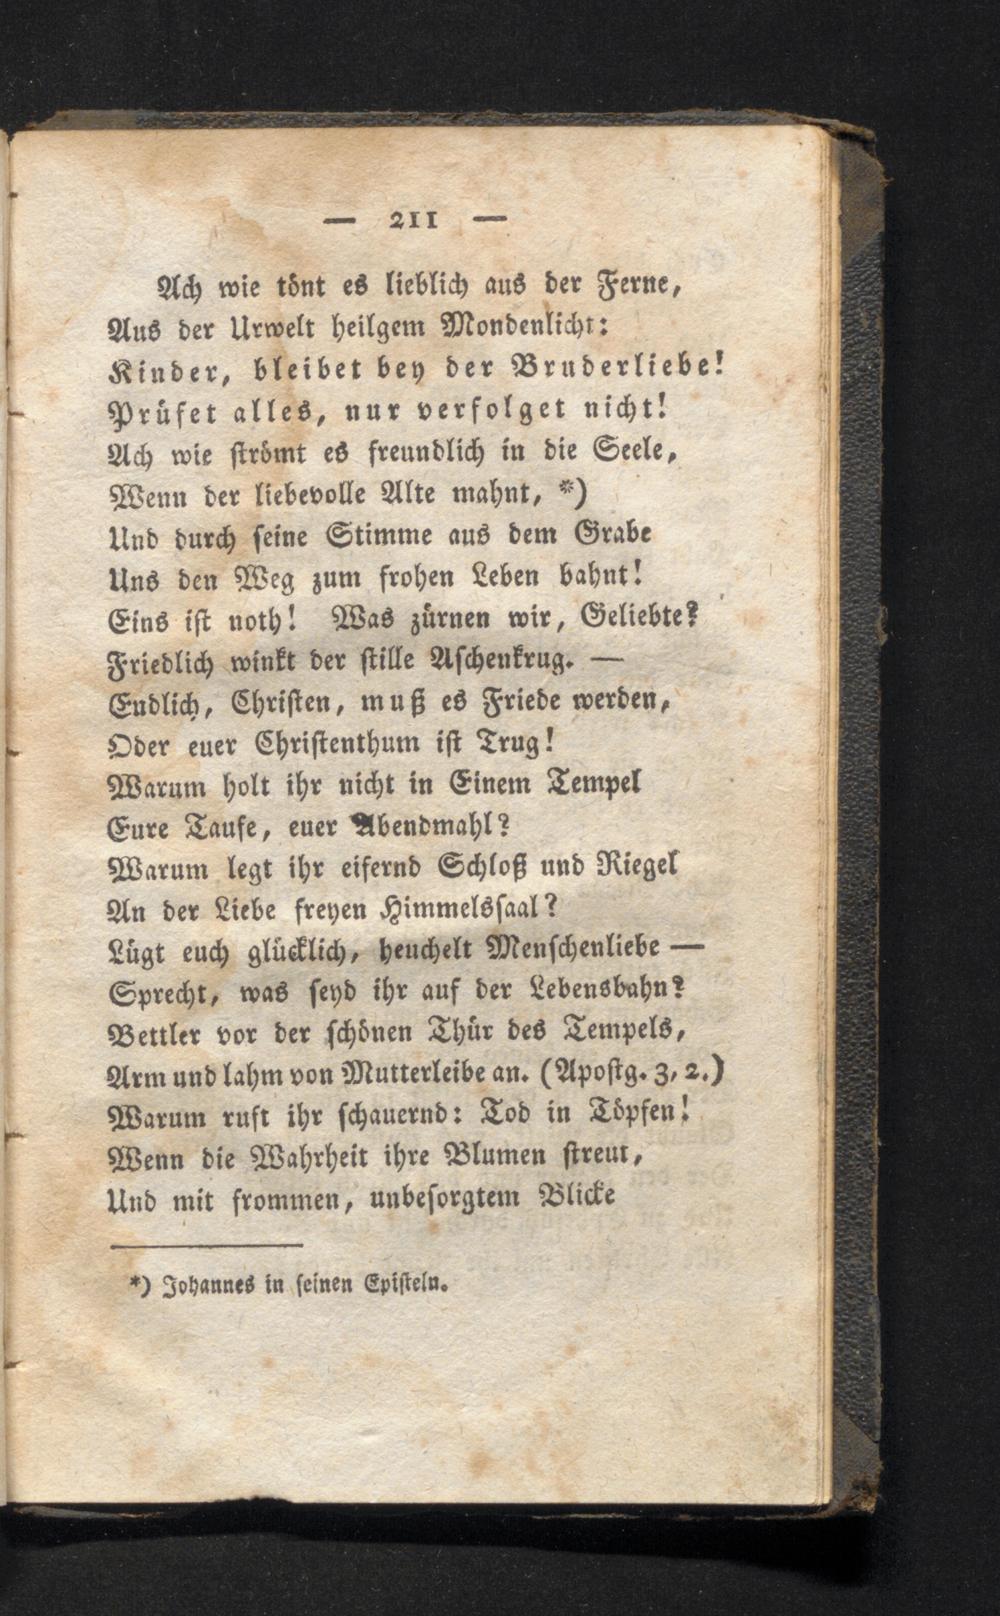 — 211 —
Ach wie tönt es lieblich aus der Ferne,
Aus der Urwelt heilgem Mondenlicht:
Kinder, bleibet bey der Bruderliebe!
Prüfet alles, nur verfolget nicht!
Ach wie ströмt es freundlich in die Seele,
Wenn der liebevolle Alte mahnt, *)
Und durch seine Stimme aus dem Grabe
Uns den Weg zum frohen Leben bahnt!
Eins ist noth! Was zürnen wir, Geliebte?
Friedlich winkt der stille Aschenkrug. —
Endlich, Christen, muß es Friede werden,
Oder euer Christenthum ist Trug!
Warum holt ihr nicht in Einem Tempel
Eure Taufe, euer Abendmahl?
Warum legt ihr eifernd Schloß und Riegel
An der Liebe freyen Himmelssaal?
Lügt euch glücklich, heuchelt Menschenliebe —
Sprecht, was seyd ihr auf der Lebensbahn?
Bettler vor der schönen Thür des Tempels,
Arm und lahm von Mutterleibe an. (Apostg. 3, 2.)
Warum ruft ihr schauernd: Tod in Töpfen!
Wenn die Wahrheit ihre Blumen streut,
Und mit frommen, unbesorgtem Blicke
*) Johannes in seinen Episteln.